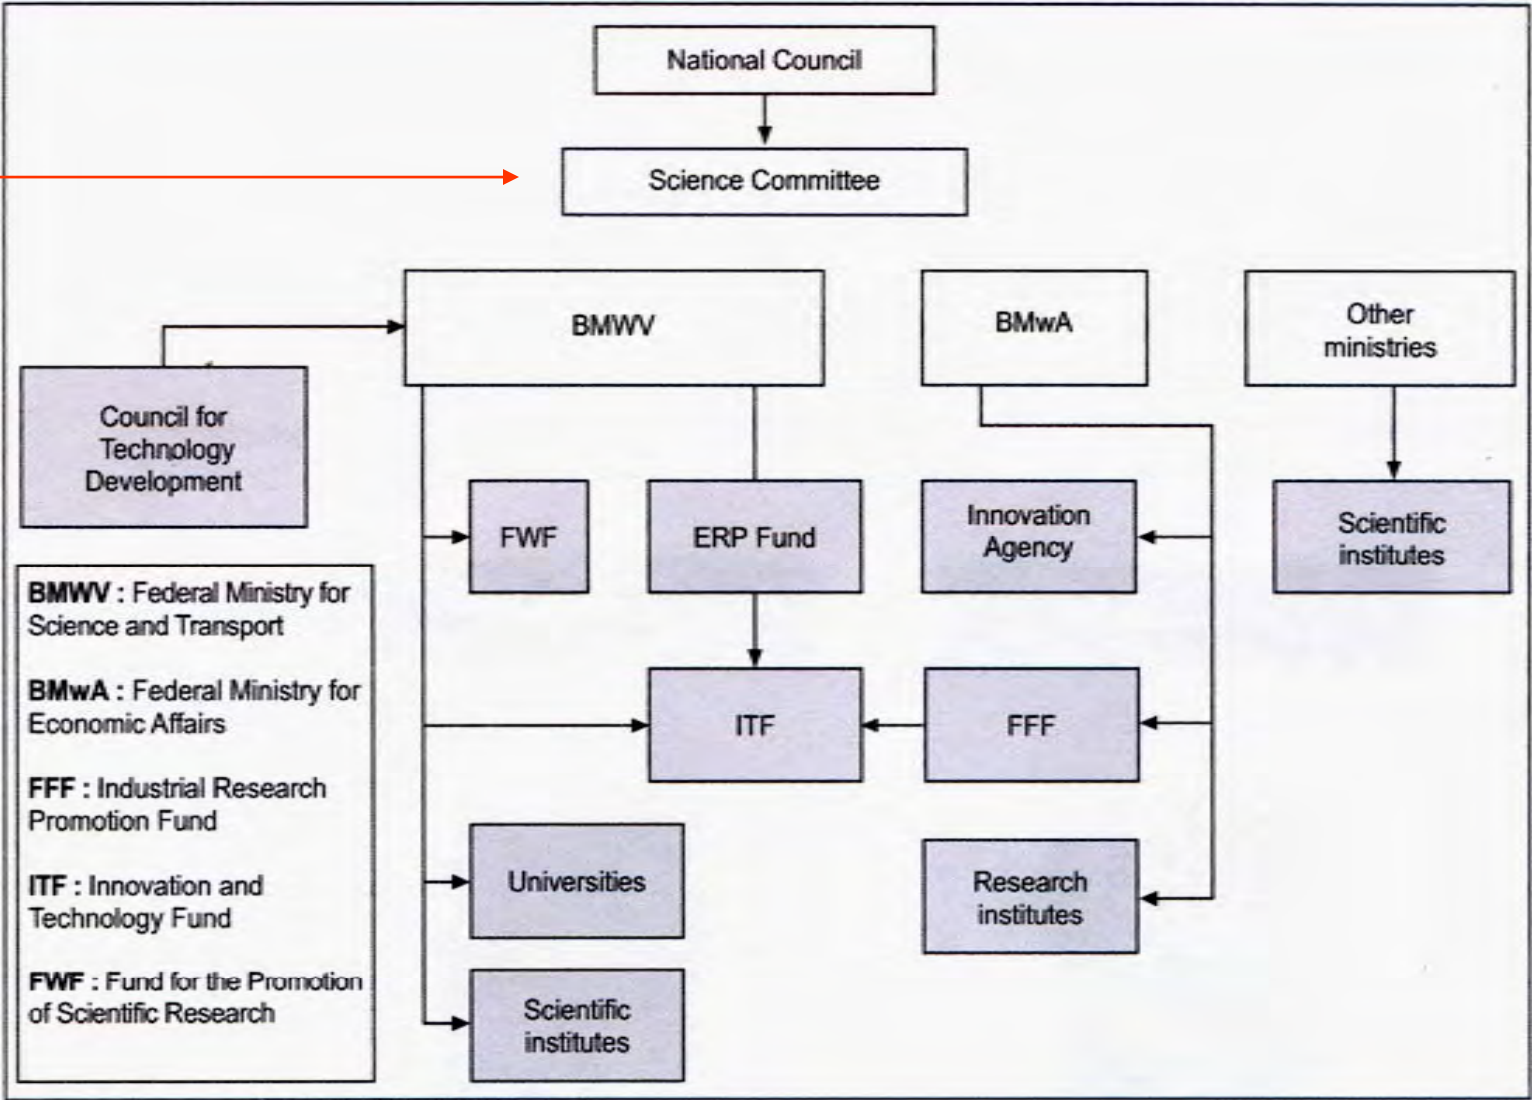 National Council
Science Committee
BMWV
BMwA
Other
ministries
Council for
Technology
Development
FWF
ERP Fund
Innovation
Agency
Scientific
institutes
ITF
FFF
Universities
Research
institutes
Scientific
institutes
BMWV : Federal Ministry for
Science and Transport
BMwA : Federal Ministry for
Economic Affairs
FFF : Industrial Research
Promotion Fund
ITF : Innovation and
Technology Fund
FWF : Fund for the Promotion
of Scientific Research